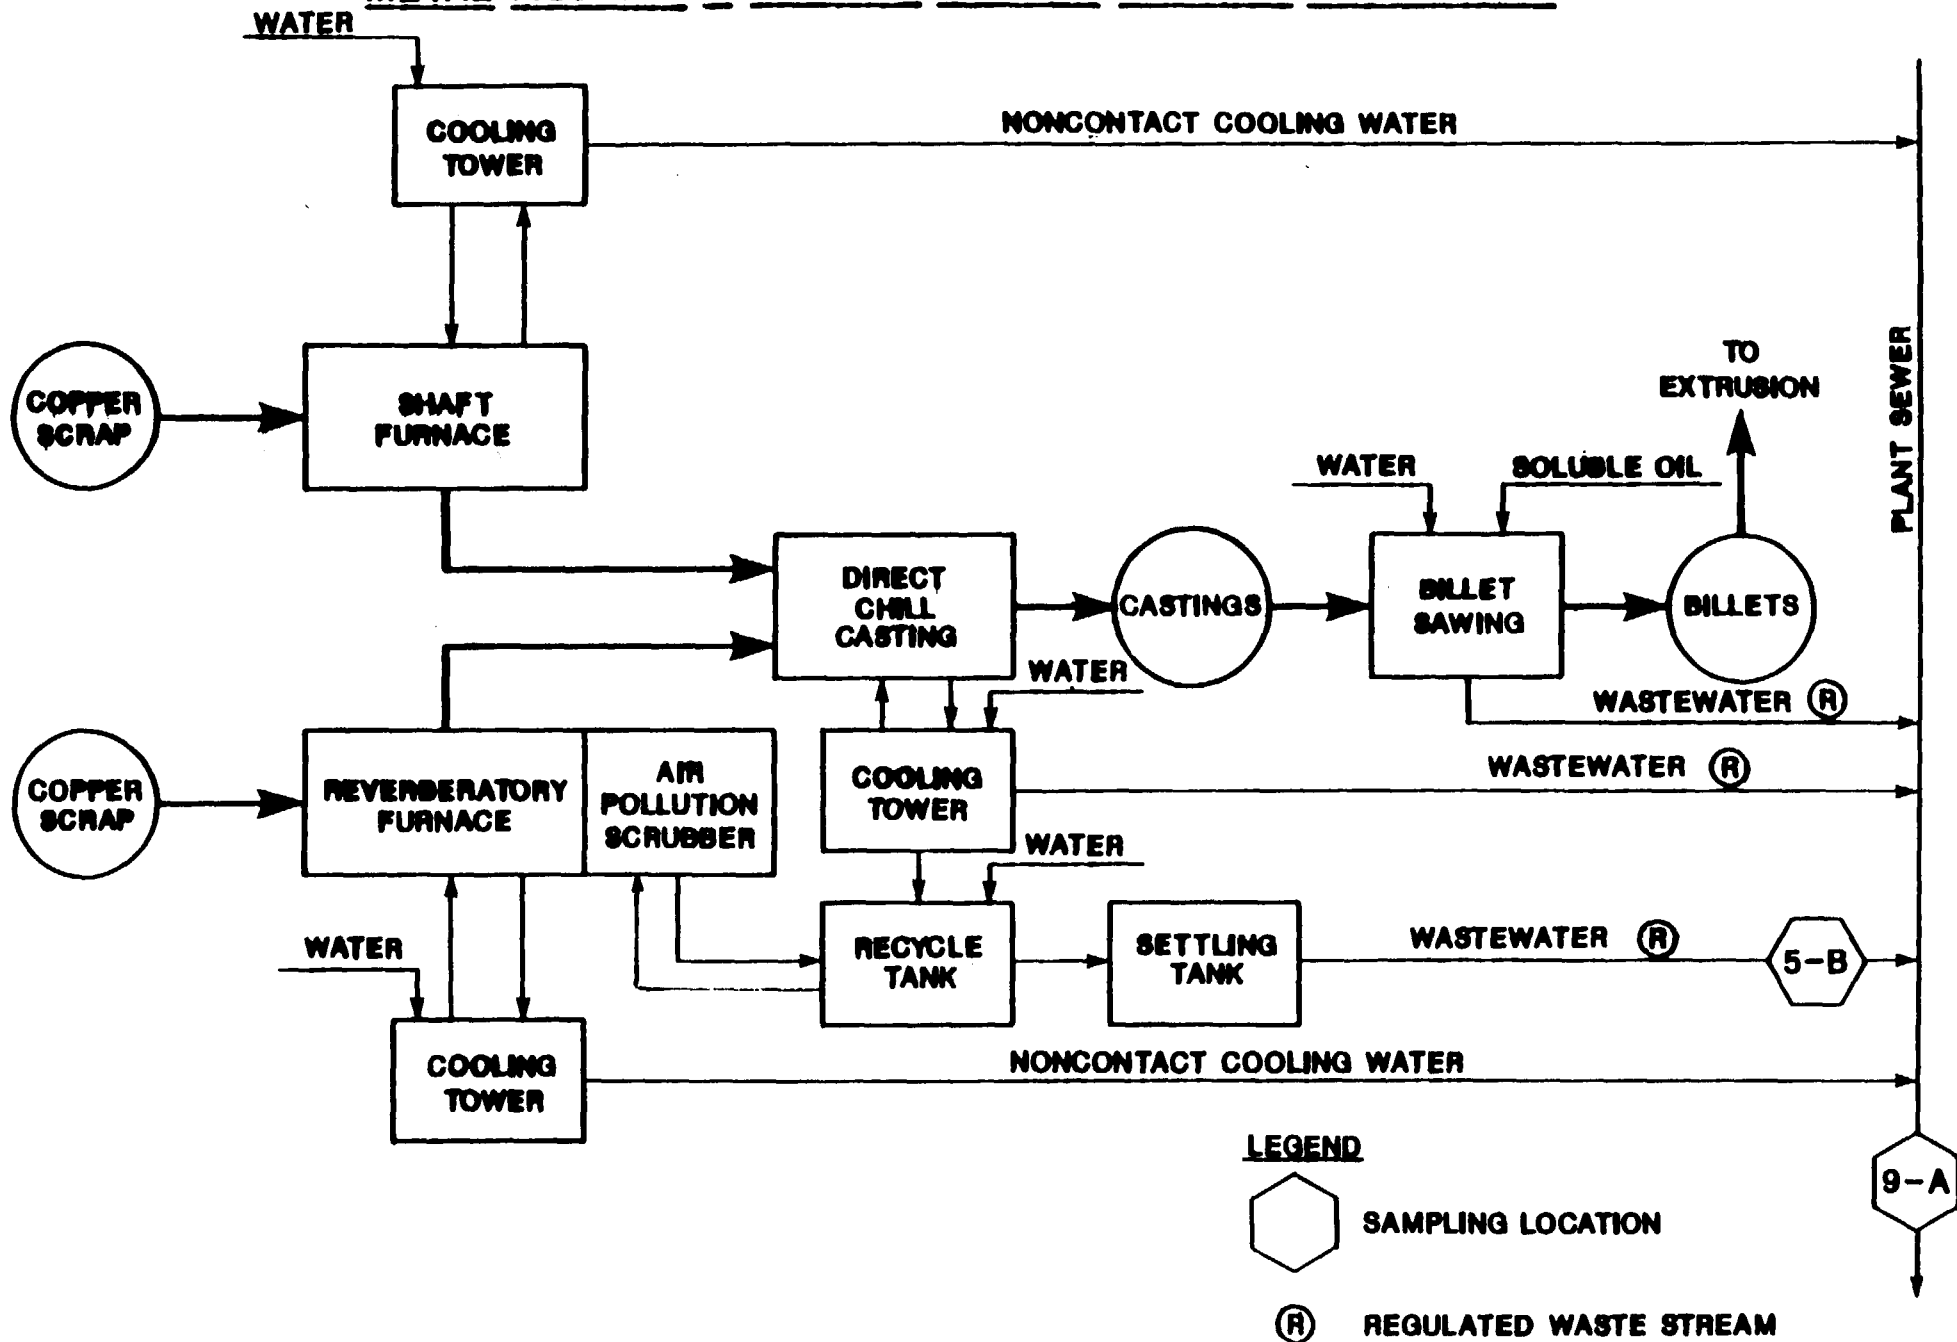 WATER
COOLING
TOWER
NONCONTACT COOLING WATER
PLANT SEWER
COPPER
SCRAP
SHAFT
FURNACE
TO
EXTRUSION
WATER
SOLUBLE OIL
DIRECT
CHILL
CASTING
CASTINGS
BILLET
SAWING
BILLETS
WATER
WASTEWATER R
COPPER
SCRAP
REVERBERATORY
FURNACE
AIR
POLLUTION
SCRUBBER
COOLING
TOWER
WASTEWATER R
WATER
WATER
RECYCLE
TANK
SETTLING
TANK
WASTEWATER R
5-B
COOLING
TOWER
NONCONTACT COOLING WATER
9-A
LEGEND
SAMPLING LOCATION
R REGULATED WASTE STREAM